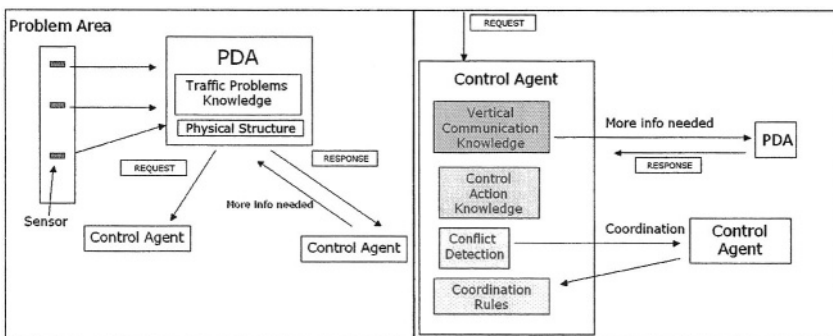 Problem Area
PDA
Traffic Problems
Knowledge
Physical Structure
REQUEST
RESPONSE
More info needed
Sensor
Control Agent
Control Agent
REQUEST
Control Agent
Vertical
Communication
Knowledge
More info needed
PDA
RESPONSE
Control
Action
Knowledge
Conflict
Detection
Coordination
Control
Agent
Coordination
Rules